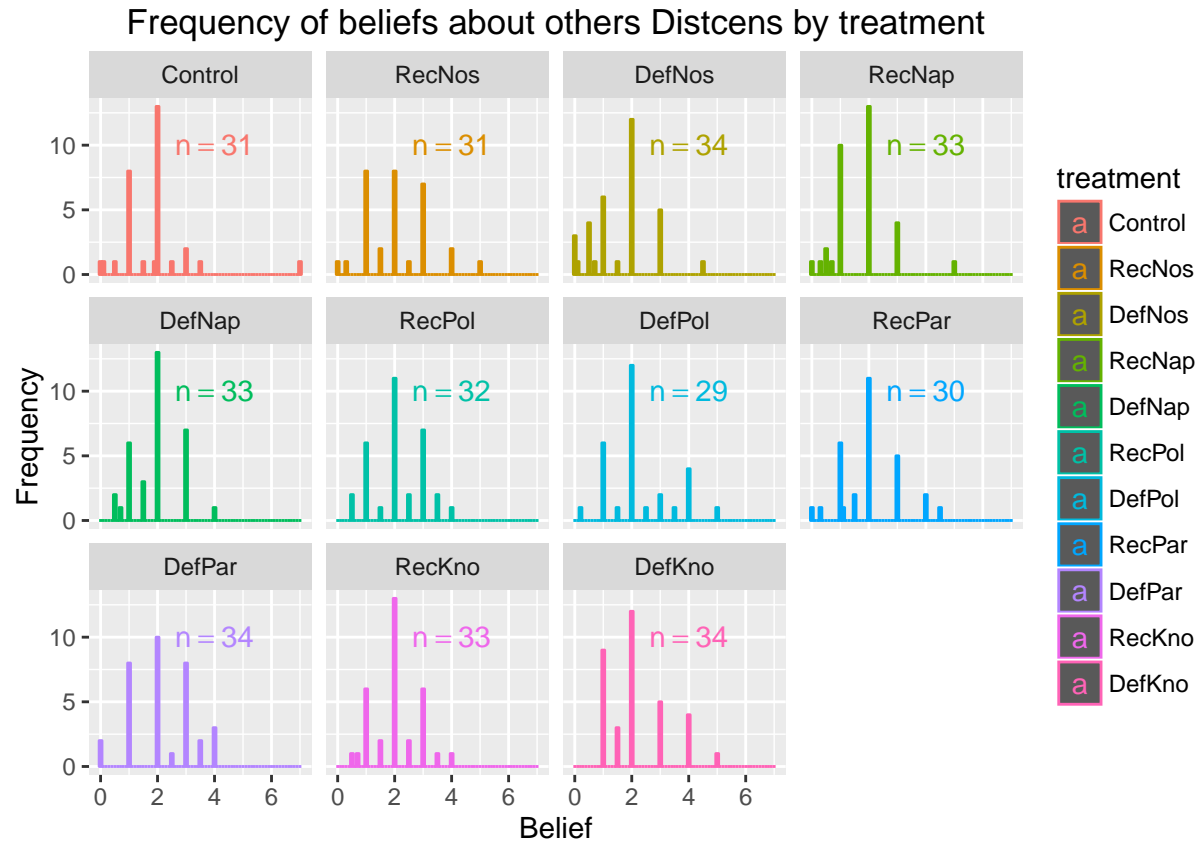 Frequency of beliefs about others Distcens by treatment
Control RecNos DefNos RecNap
n = 31 n = 31 n = 34 n = 33
10
5
0
DefNap RecPol DefPol RecPar
n = 33 n = 32 n = 29 n = 30
10
5
0
DefPar RecKno DefKno
n = 34 n = 33 n = 34
10
5
0
0 2 4 6 0 2 4 6 0 2 4 6
Belief
Frequency
treatment
a Control
a RecNos
a DefNos
a RecNap
a DefNap
a RecPol
a DefPol
a RecPar
a DefPar
a RecKno
a DefKno